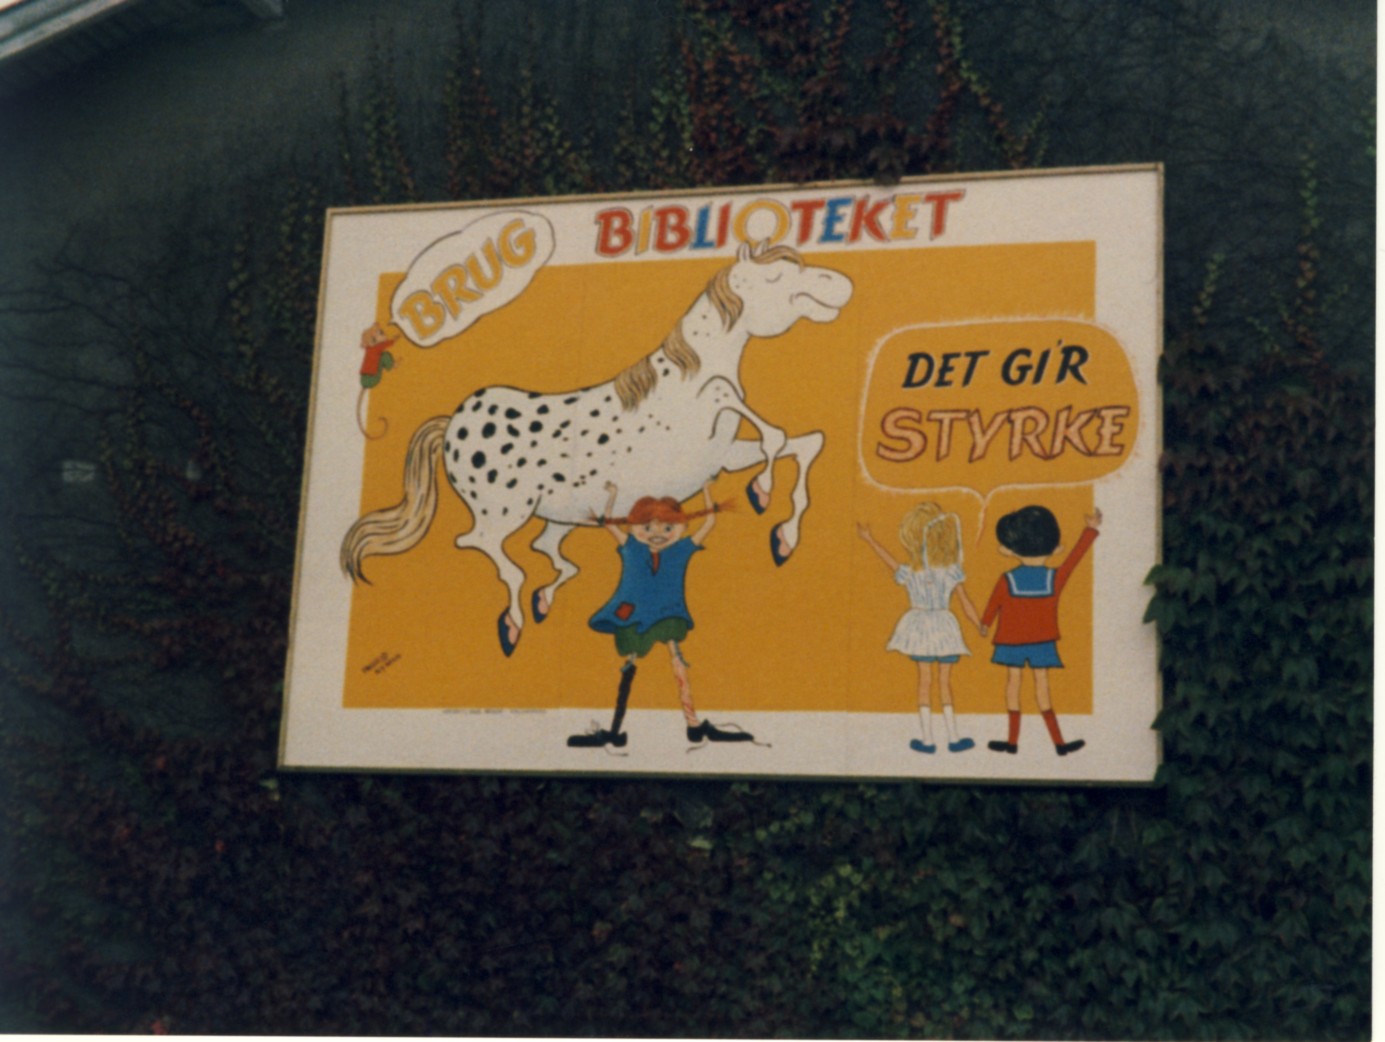 BRUG
BIBLIOTEKET
DET GI'R
STYRKE